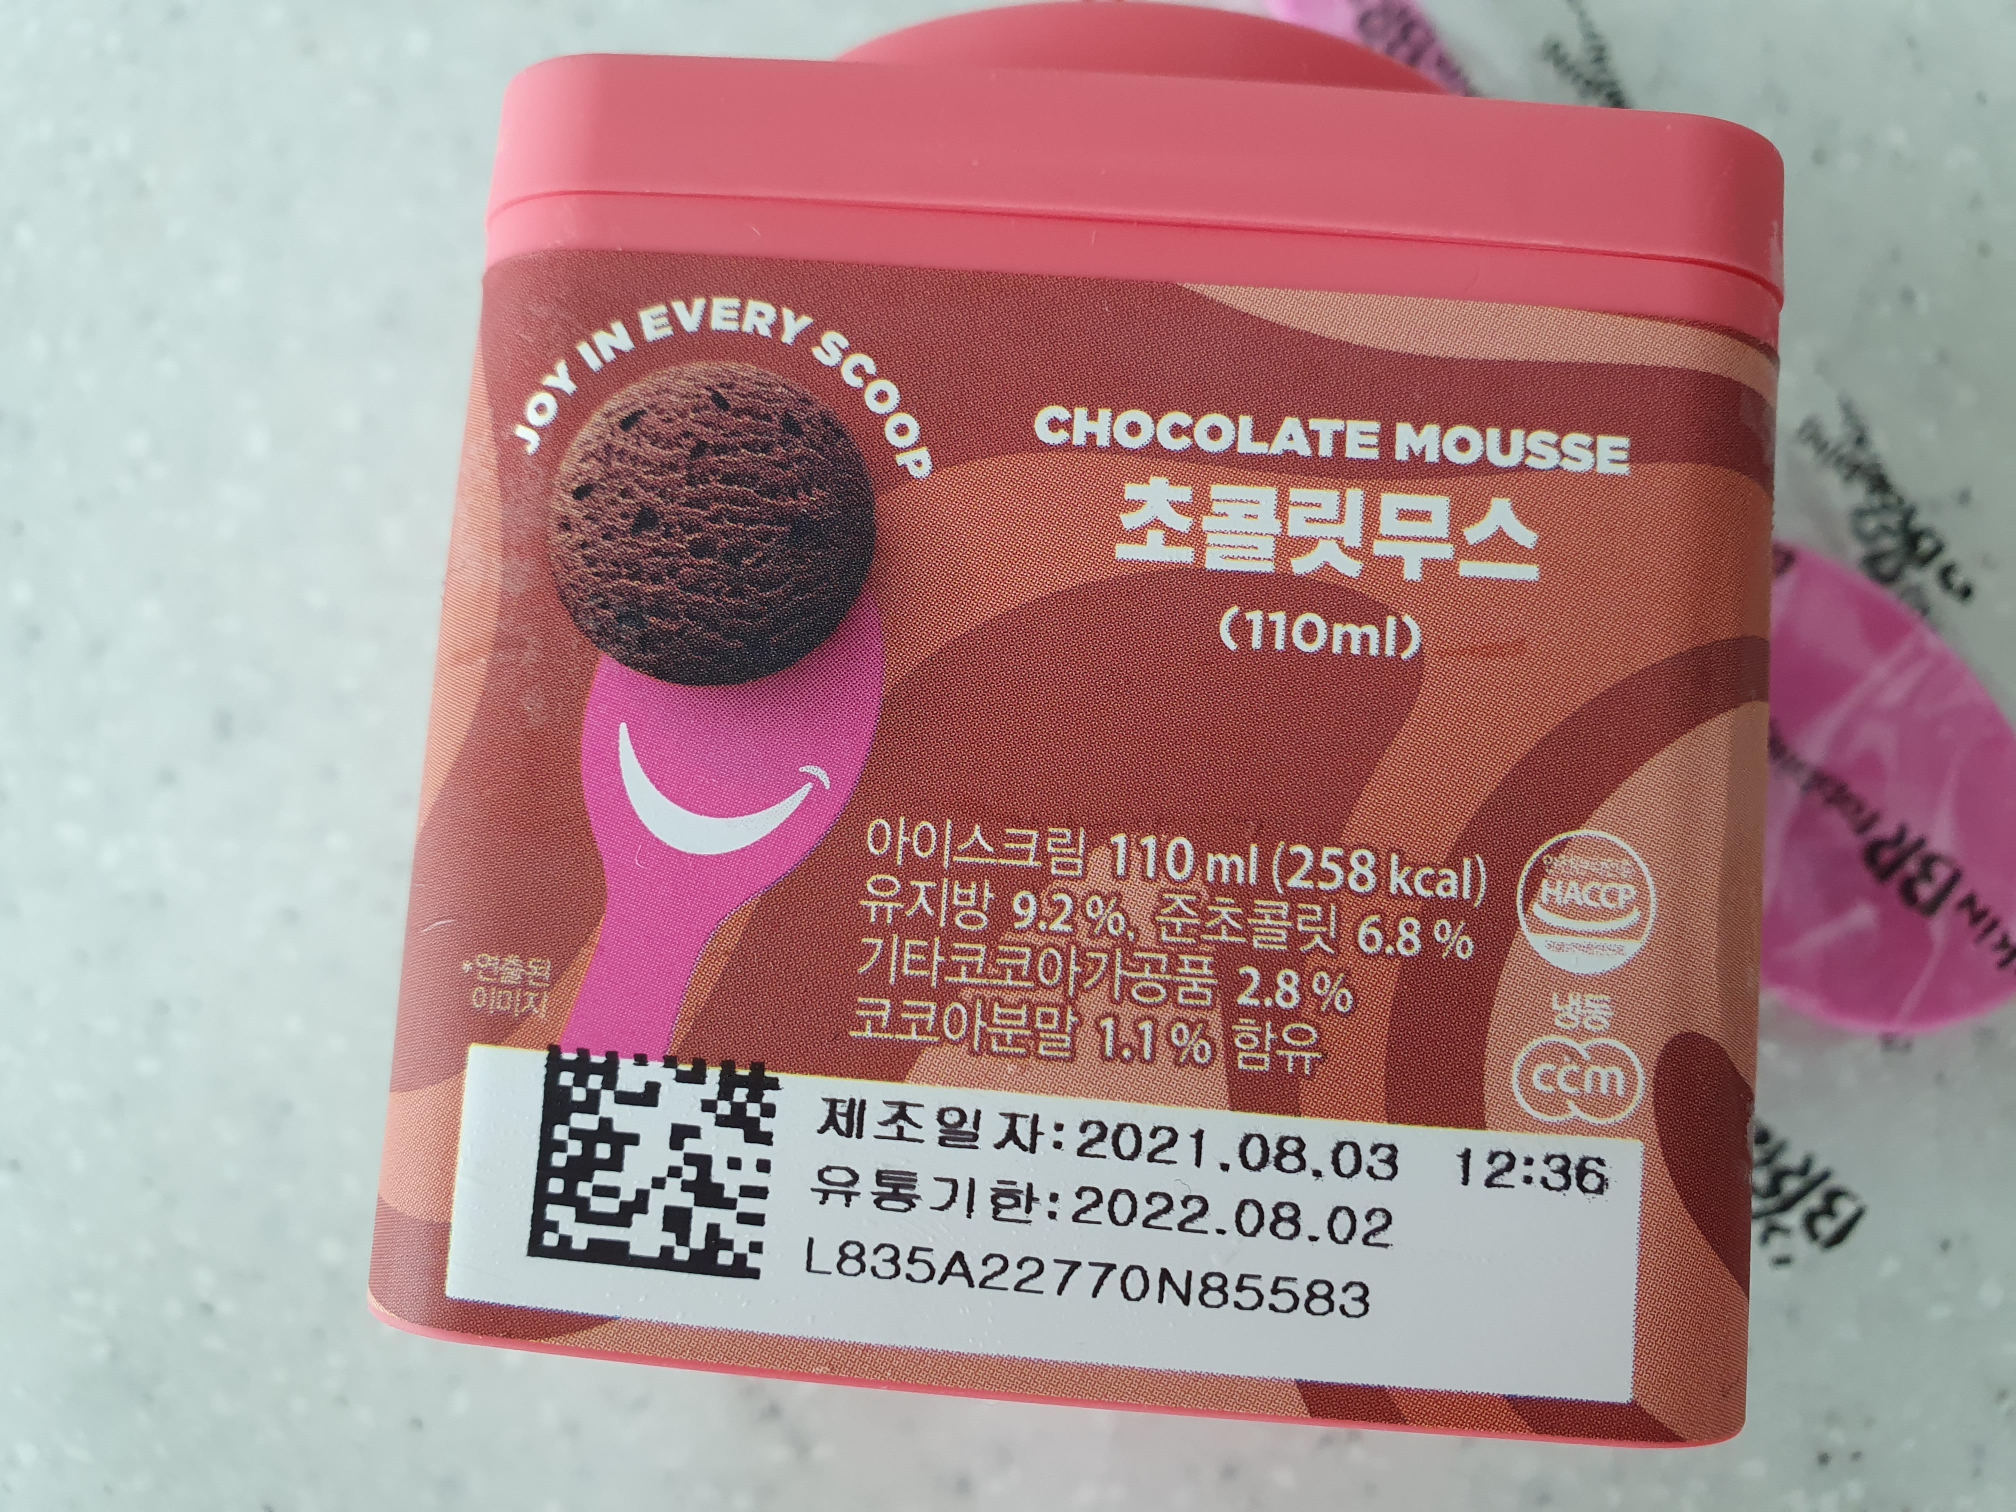 JOY IN EVERY SCOOP
CHOCOLATE MOUSSE
초콜릿무스
(110ml)
아이스크림 110 ml (258 kcal)
유지방 9.2 %, 준초콜릿 6.8 %
기타코코아가공품 2.8 %
코코아분말 1.1 % 함유
HACCP
냉동
ccm
*연출된
이미지
제조일자:2021.08.03 12:36
유통기한:2022.08.02
L835A22770N85583
BR